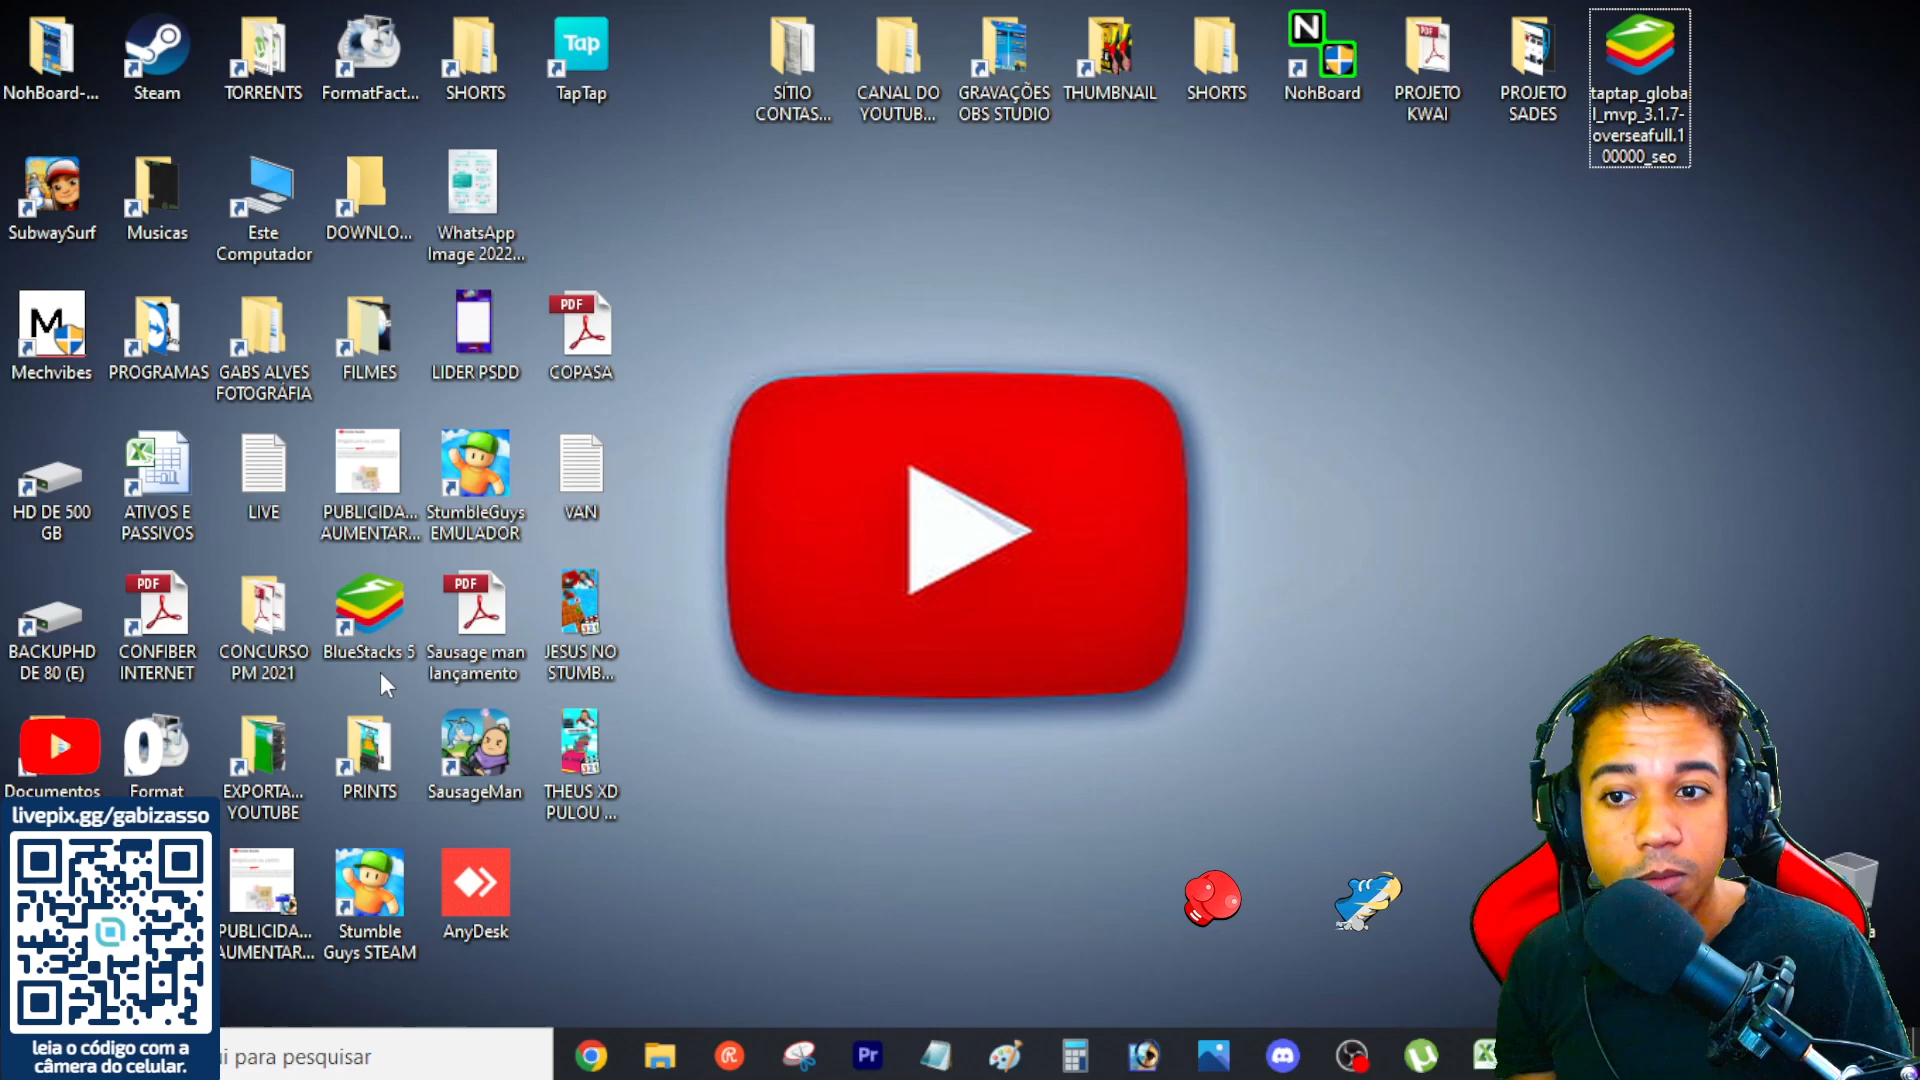 NohBoard-...
Steam
TORRENTS
FormatFact...
SHORTS
Tap
TapTap
SÍTIO
CONTAS...
CANAL DO
YOUTUB...
GRAVAÇÕES
OBS STUDIO
THUMBNAIL
SHORTS
N
NohBoard
PDF
PROJETO
KWAI
PROJETO
SADES
taptap_globa
l_mvp_3.1.7-
overseafull.1
00000_seo
SubwaySurf
Musicas
Este
Computador
DOWNLO...
WhatsApp
Image 2022...
M
Mechvibes
PROGRAMAS
GABS ALVES
FOTOGRÁFIA
FILMES
LIDER PSDD
PDF
COPASA
HD DE 500
GB
ATIVOS E
PASSIVOS
LIVE
PUBLICIDA...
AUMENTAR...
StumbleGuys
EMULADOR
VAN
BACKUPHD
DE 80 (E)
PDF
CONFIBER
INTERNET
CONCURSO
PM 2021
BlueStacks 5
PDF
Sausage man
lançamento
JESUS NO
STUMB...
Documentos
0
Format
EXPORTA...
YOUTUBE
PRINTS
SausageMan
THEUS XD
PULOU ...
livepix.gg/gabizasso
leia o código com a
câmera do celular.
PUBLICIDA...
AUMENTAR...
Stumble
Guys STEAM
AnyDesk
ui para pesquisar
Pr